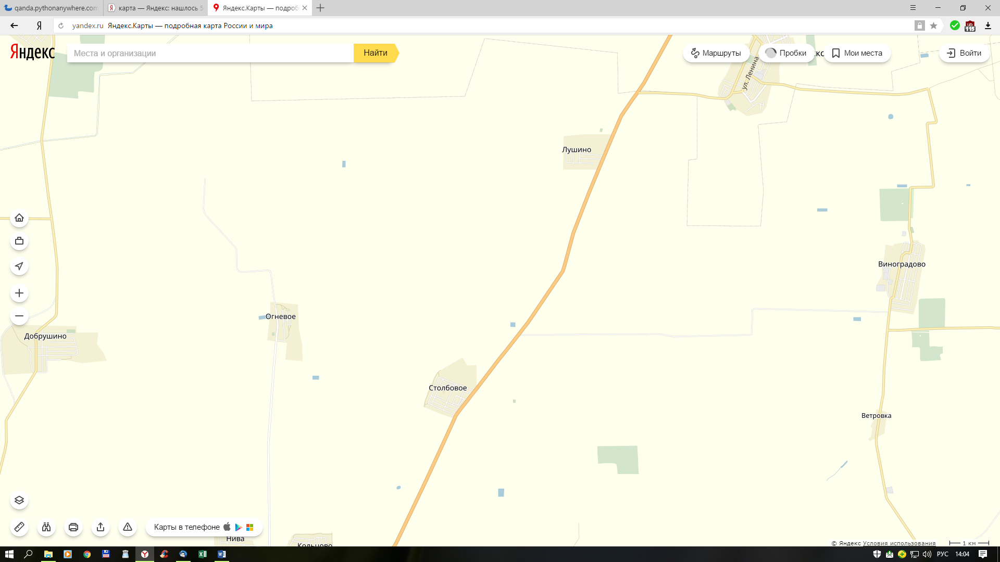 qanda.pythonanywhere.com
карта — Яндекс: нашлось 5
Яндекс.Карты — подроб
Я
yandex.ru Яндекс.Карты — подробная карта России и мира
115
Яндекс
Места и организации
Найти
Маршруты
Пробки
Мои места
Войти
ул. Ленина
Лушино
Виноградово
Огневое
Добрушино
Столбовое
Ветровка
Карты в телефоне
Нива
Кольцово
© Яндекс Условия использования
1 км
РУС
14:04